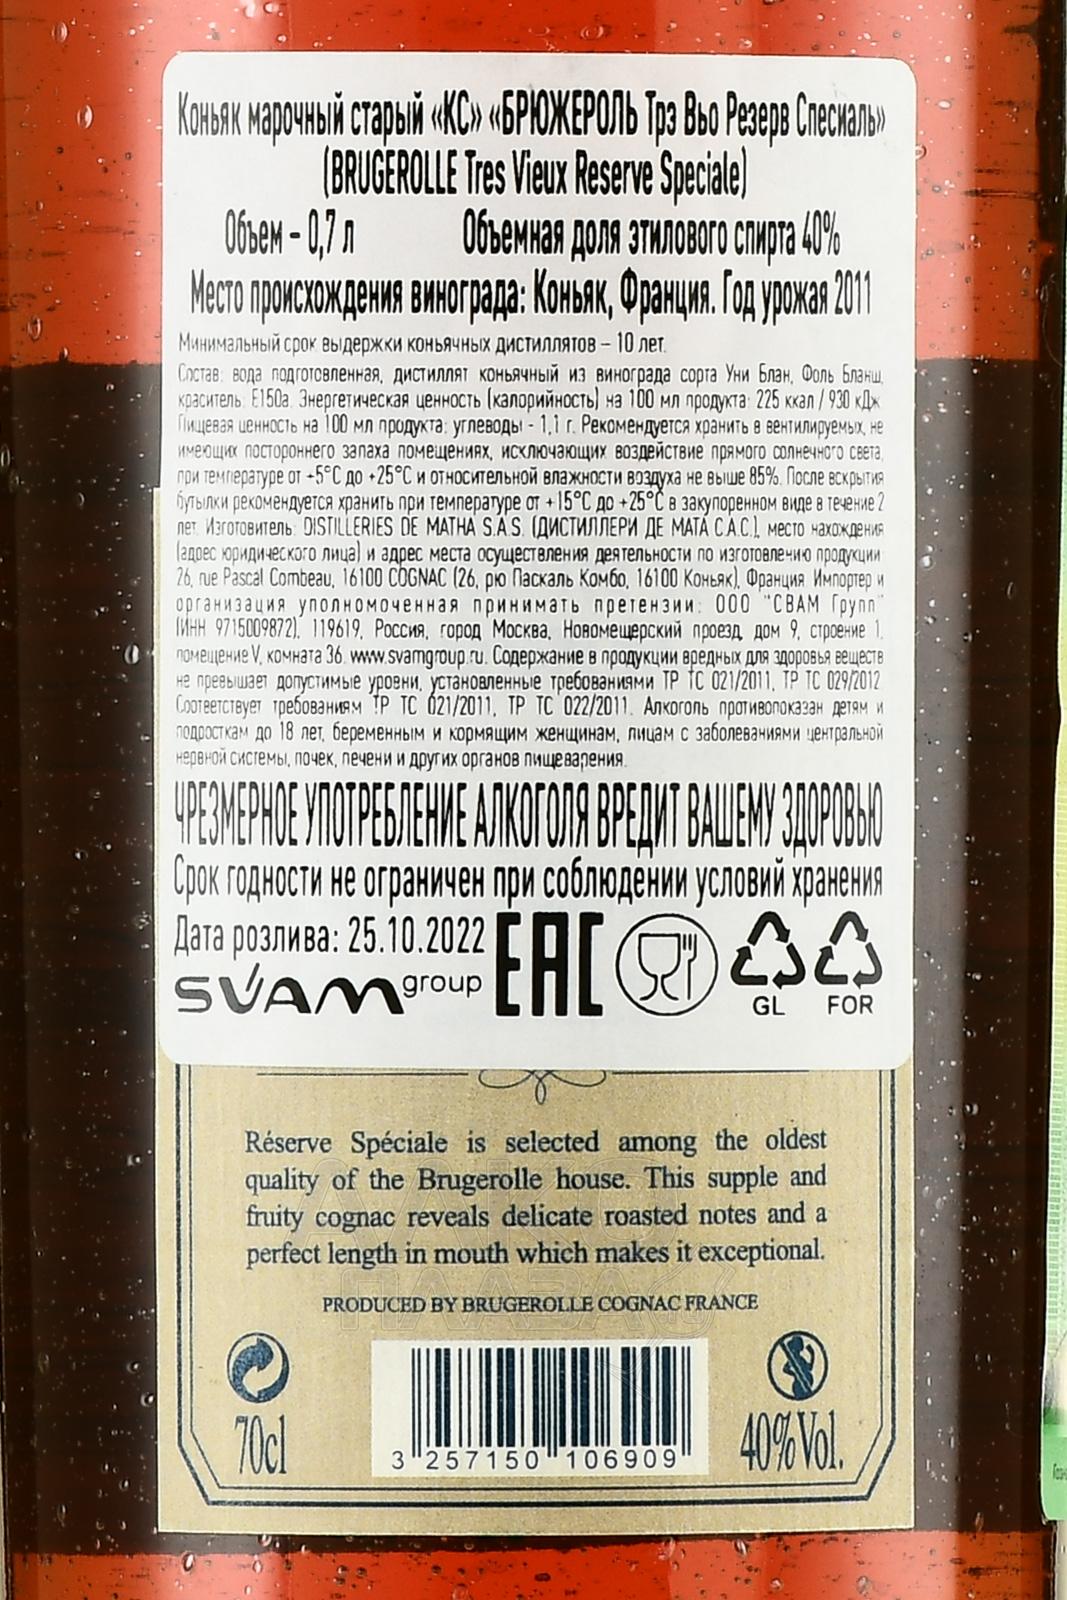 Коньяк марочный старый «КС» «БРЮЖЕРОЛЬ Трэ Вьо Резерв Спесиаль»
(BRUGEROLLE Tres Vieux Reserve Speciale)
Объем - 0,7 л Объемная доля этилового спирта 40%
Место происхождения винограда: Коньяк, Франция. Год урожая 2011
Минимальный срок выдержки коньячных дистиллятов – 10 лет.
Состав: вода подготовленная, дистиллят коньячный из винограда сорта Уни Блан, Фоль Бланш,
краситель: Е150а. Энергетическая ценность (калорийность) на 100 мл продукта: 225 ккал / 930 кДж.
Пищевая ценность на 100 мл продукта: углеводы - 1,1 г. Рекомендуется хранить в вентилируемых, не
имеющих постороннего запаха помещениях, исключающих воздействие прямого солнечного света,
при температуре от +5°C до +25°C и относительной влажности воздуха не выше 85%. После вскрытия
бутылки рекомендуется хранить при температуре от +15°C до +25°C в закупоренном виде в течение 2
лет. Изготовитель: DISTILLERIES DE MATHA S.A.S. (ДИСТИЛЛЕРИ ДЕ МАТА С.А.С.), место нахождения
(адрес юридического лица) и адрес места осуществления деятельности по изготовлению продукции:
26, rue Pascal Combeau, 16100 COGNAC (26, рю Паскаль Комбо, 16100 Коньяк), Франция. Импортер и
организация уполномоченная принимать претензии: ООО "СВАМ Групп"
(ИНН 9715009872), 119619, Россия, город Москва, Новомещерский проезд, дом 9, строение 1,
помещение V, комната 36. www.svamgroup.ru. Содержание в продукции вредных для здоровья веществ
не превышает допустимые уровни, установленные требованиями ТР ТС 021/2011, ТР ТС 029/2012.
Соответствует требованиям ТР ТС 021/2011, ТР ТС 022/2011. Алкоголь противопоказан детям и
подросткам до 18 лет, беременным и кормящим женщинам, лицам с заболеваниями центральной
нервной системы, почек, печени и других органов пищеварения.
ЧРЕЗМЕРНОЕ УПОТРЕБЛЕНИЕ АЛКОГОЛЯ ВРЕДИТ ВАШЕМУ ЗДОРОВЬЮ
Срок годности не ограничен при соблюдении условий хранения
Дата розлива: 25.10.2022 EAC
SVAM group GL FOR
Réserve Spéciale is selected among the oldest
quality of the Brugerolle house. This supple and
fruity cognac reveals delicate roasted notes and a
perfect length in mouth which makes it exceptional.
PRODUCED BY BRUGEROLLE COGNAC FRANCE
70cl 40%Vol.
3 257150 106909